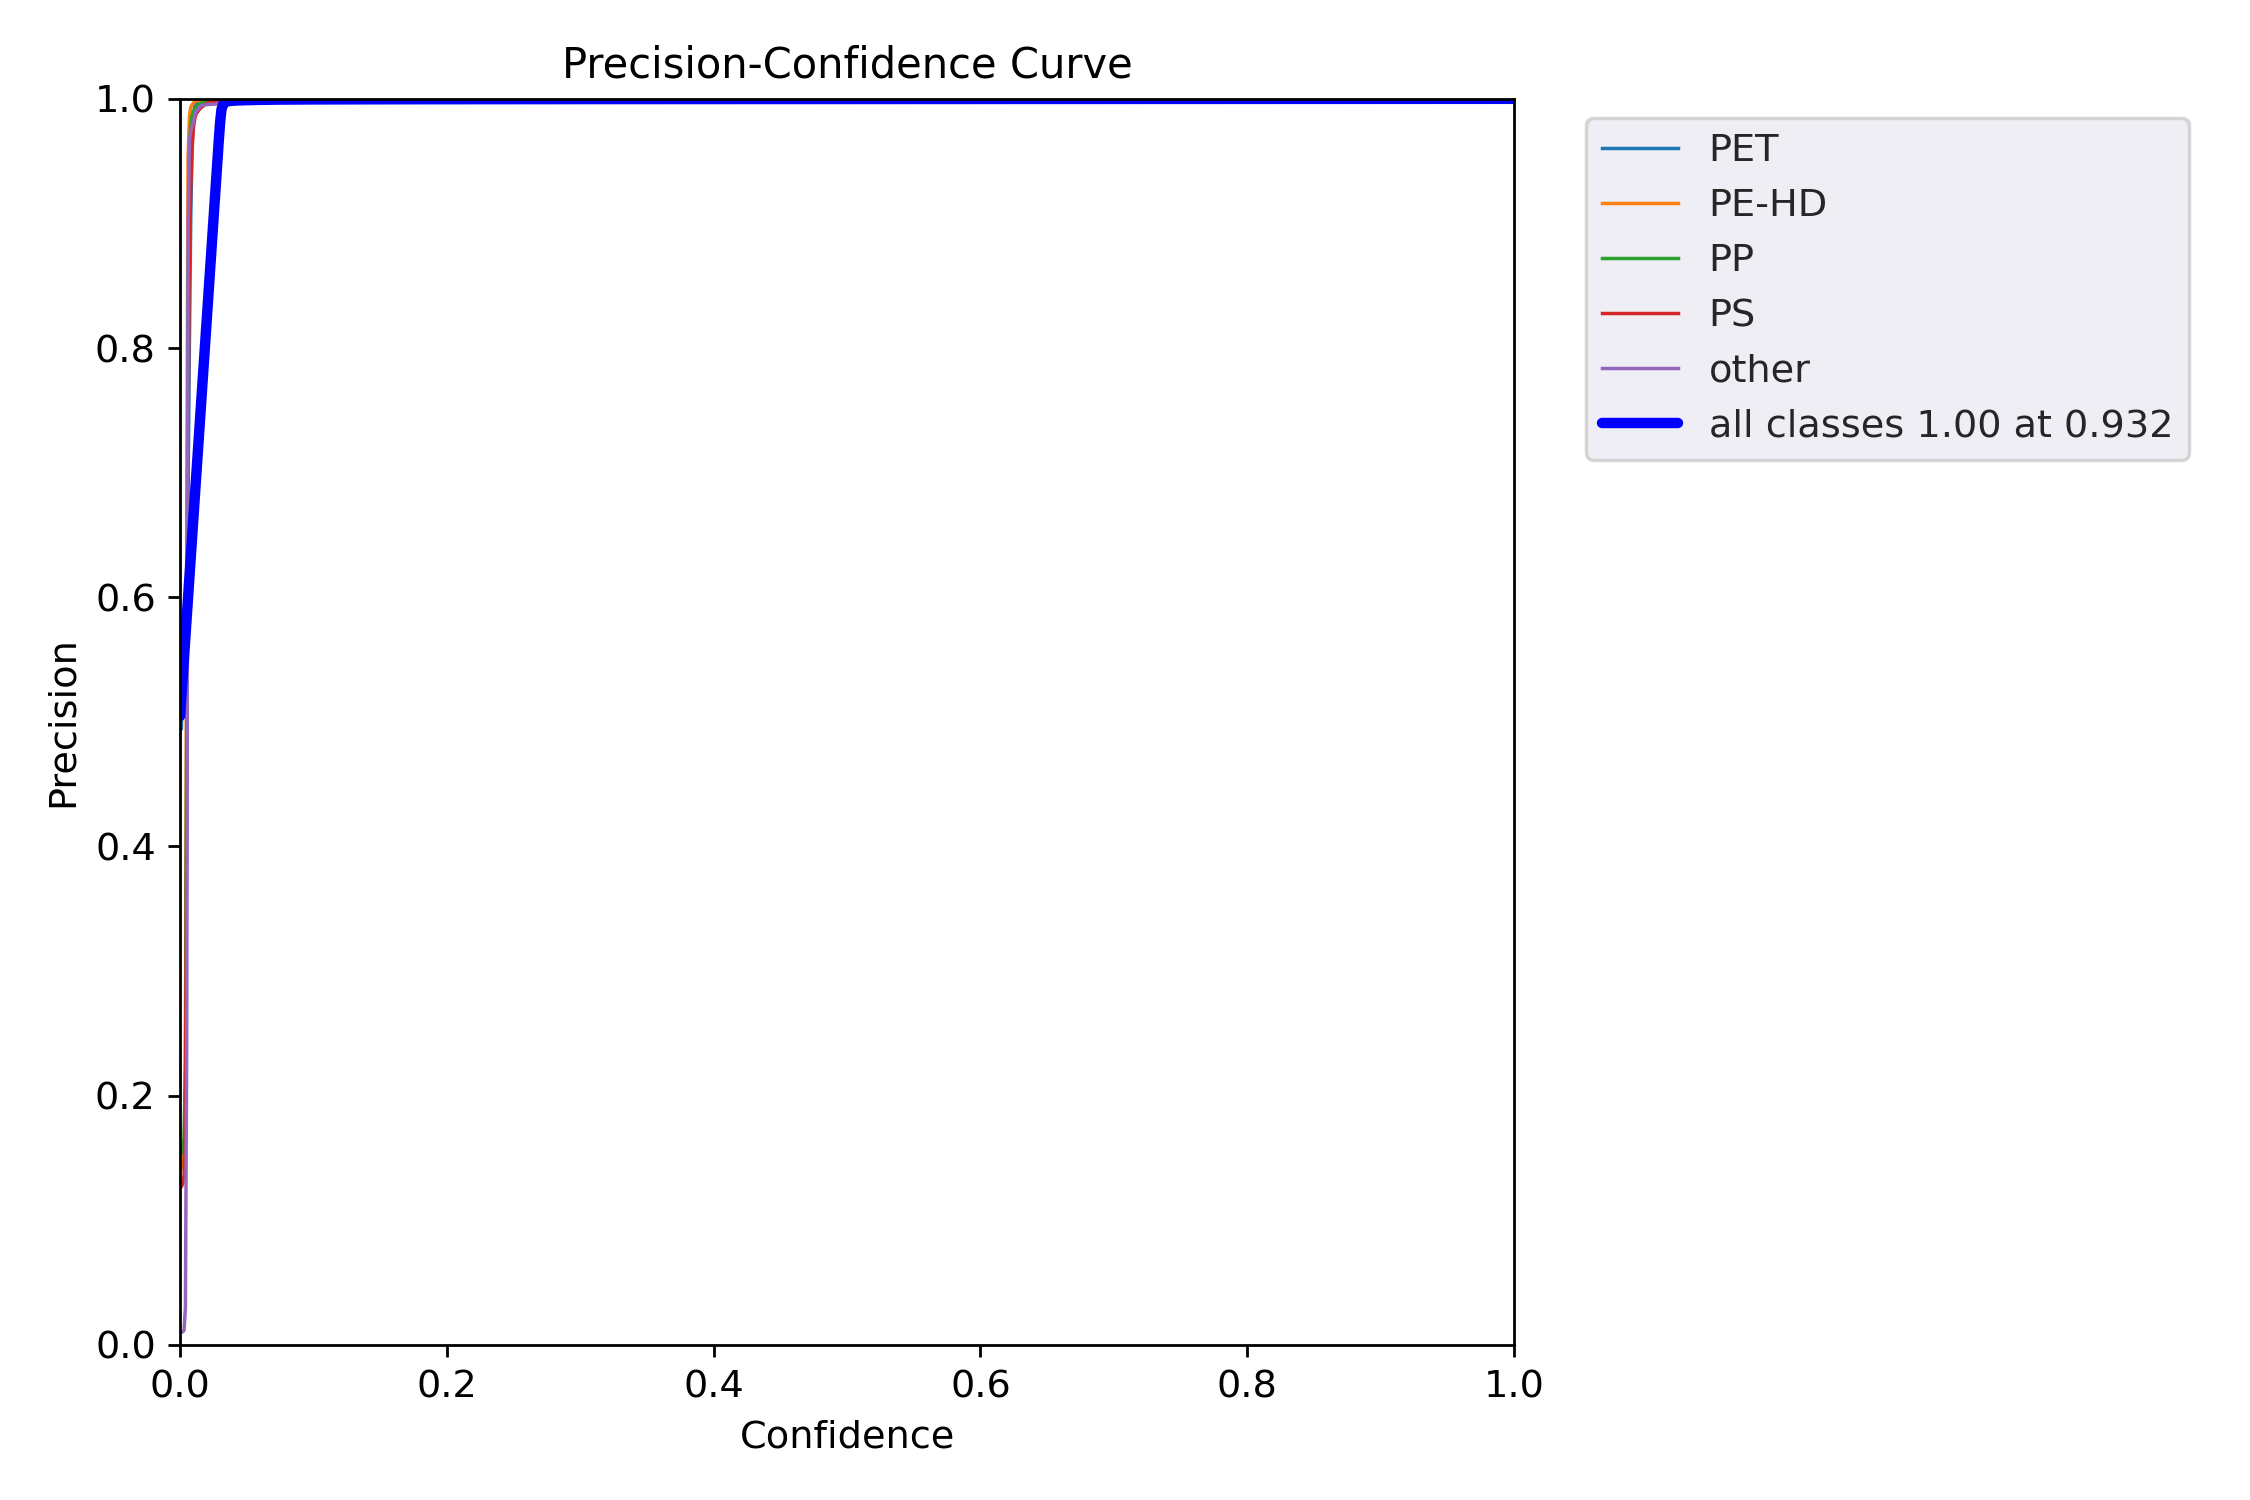 Precision-Confidence Curve
1.0
0.8
0.6
0.4
0.2
0.0
Precision
0.0 0.2 0.4 0.6 0.8 1.0
Confidence
PET
PE-HD
PP
PS
other
all classes 1.00 at 0.932